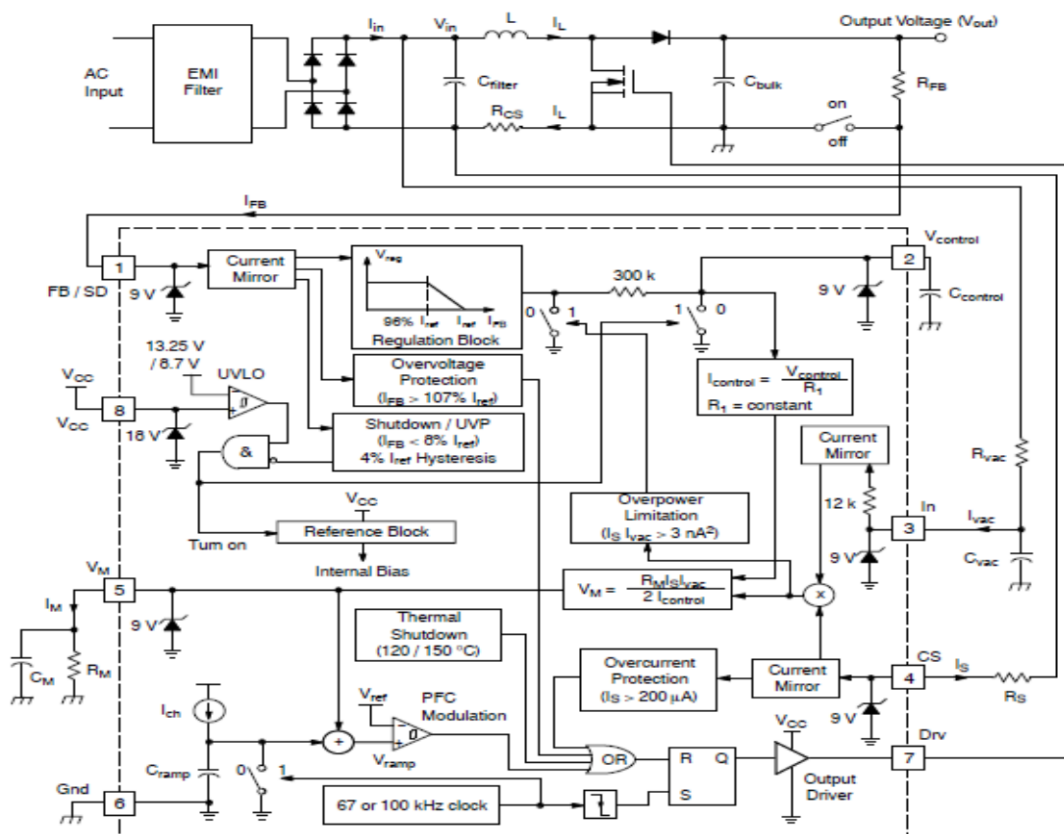 Output Voltage (Vout)
Iin
Vin
L
IL
AC
Input
EMI
Filter
Cfilter
Cbulk
RFB
RCS
IL
on
off
IFB
Vcontrol
1
FB / SD
9 V
Current
Mirror
Vreg
96% Iref Iref IFB
Regulation Block
300 k
0 1
1 0
9 V
2
Ccontrol
13.25 V
/ 8.7 V
UVLO
Overvoltage
Protection
(IFB > 107% Iref)
Icontrol = Vcontrol
R1
R1 = constant
VCC
8
VCC
18 V
&
Shutdown / UVP
(IFB < 8% Iref)
4% Iref Hysteresis
Current
Mirror
Rvac
12 k
VCC
Reference Block
Turn on
Internal Bias
Overpower
Limitation
(IS Ivac > 3 nA2)
In
3
Ivac
9 V
Cvac
VM
5
IM
9 V
VM = RMISIvac
2 Icontrol
x
CM
RM
Thermal
Shutdown
(120 / 150 °C)
Overcurrent
Protection
(IS > 200 µA)
Current
Mirror
CS
4
IS
RS
9 V
Ich
Vref
PFC
Modulation
VCC
Drv
7
+
Vramp
Cramp
0 1
OR
R Q
S
Output
Driver
Gnd
6
67 or 100 kHz clock